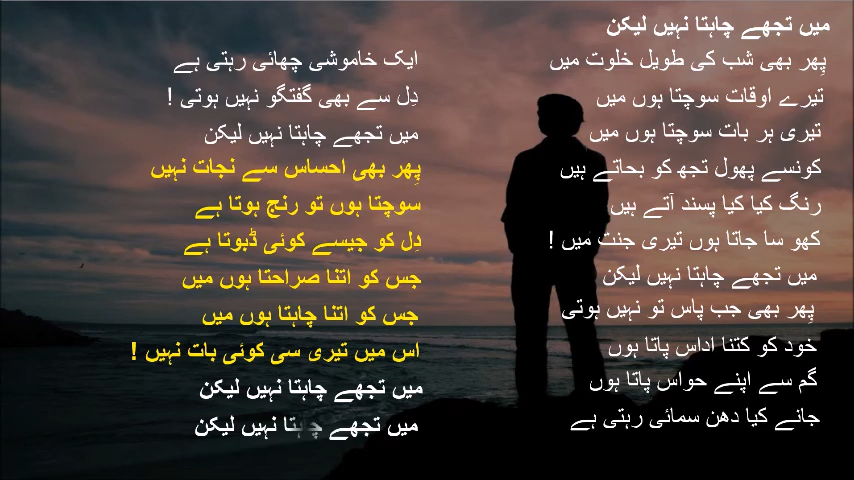 میں تجھے چاہتا نہیں لیکن
پِھر بھی شب کی طویل خلوت میں
تیرے اوقات سوچتا ہوں میں
تیری ہر بات سوچتا ہوں میں
کونسے پھول تجھ کو بھاتے ہیں
رنگ کیا کیا پسند آتے ہیں
کھو سا جاتا ہوں تیری جنت میں !
میں تجھے چاہتا نہیں لیکن
پِھر بھی جب پاس تو نہیں ہوتی
خود کو کتنا اداس پاتا ہوں
گم سے اپنے حواس پاتا ہوں
جانے کیا دھن سمائی رہتی ہے
ایک خاموشی چھائی رہتی ہے
دِل سے بھی گفتگو نہیں ہوتی !
میں تجھے چاہتا نہیں لیکن
پِھر بھی احساس سے نجات نہیں
سوچتا ہوں تو رنج ہوتا ہے
دِل کو جیسے کوئی ڈبوتا ہے
جس کو اتنا صراحتا ہوں میں
جس کو اتنا چاہتا ہوں میں
اس میں تیری سی کوئی بات نہیں !
میں تجھے چاہتا نہیں لیکن
میں تجھے چاہتا نہیں لیکن